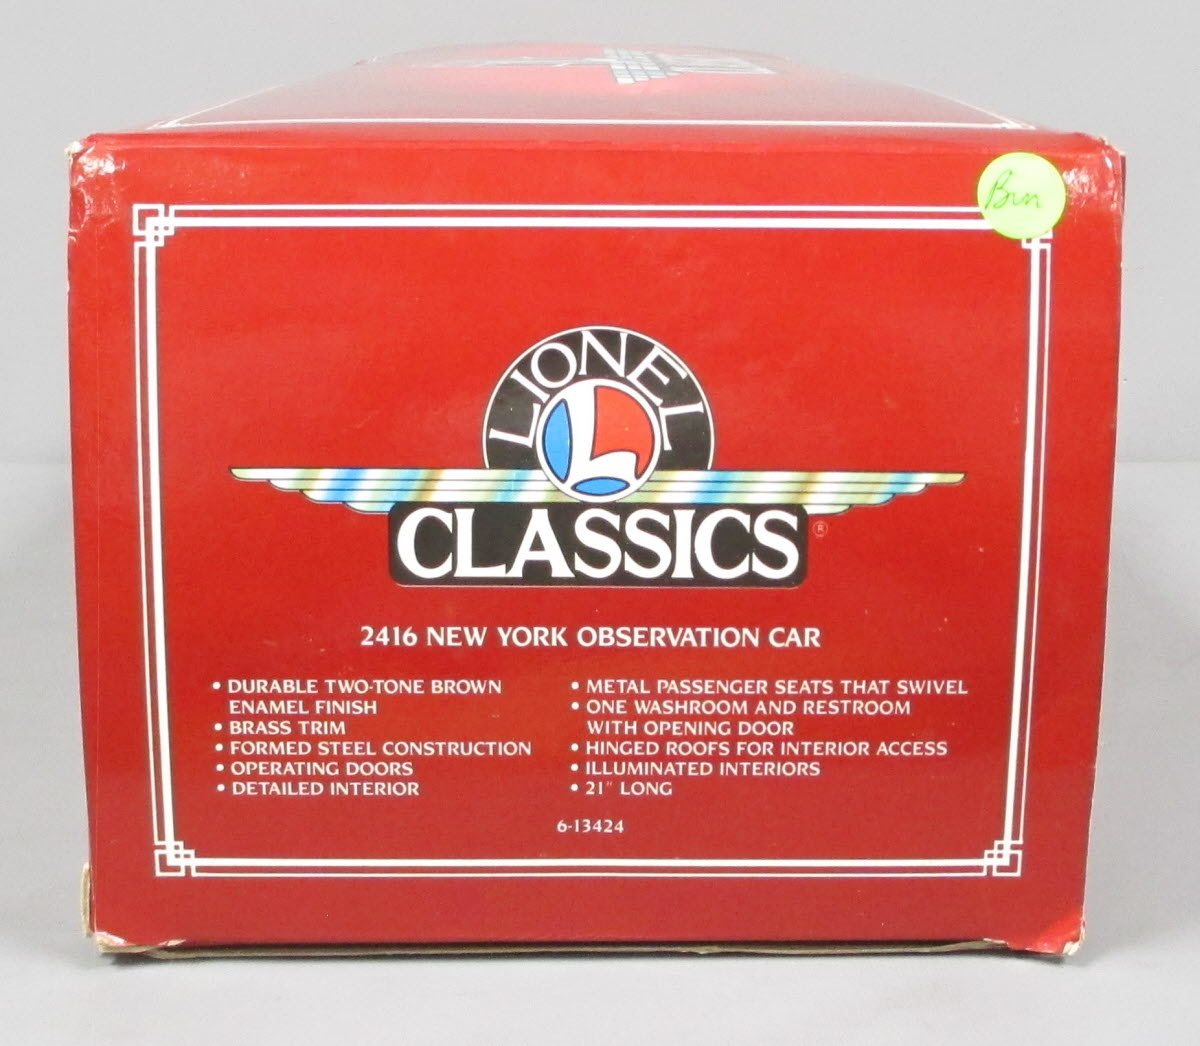 Brn
LIONEL
L
CLASSICS ®
2416 NEW YORK OBSERVATION CAR
• DURABLE TWO-TONE BROWN
ENAMEL FINISH
• BRASS TRIM
• FORMED STEEL CONSTRUCTION
• OPERATING DOORS
• DETAILED INTERIOR
• METAL PASSENGER SEATS THAT SWIVEL
• ONE WASHROOM AND RESTROOM
WITH OPENING DOOR
• HINGED ROOFS FOR INTERIOR ACCESS
• ILLUMINATED INTERIORS
• 21" LONG
6-13424